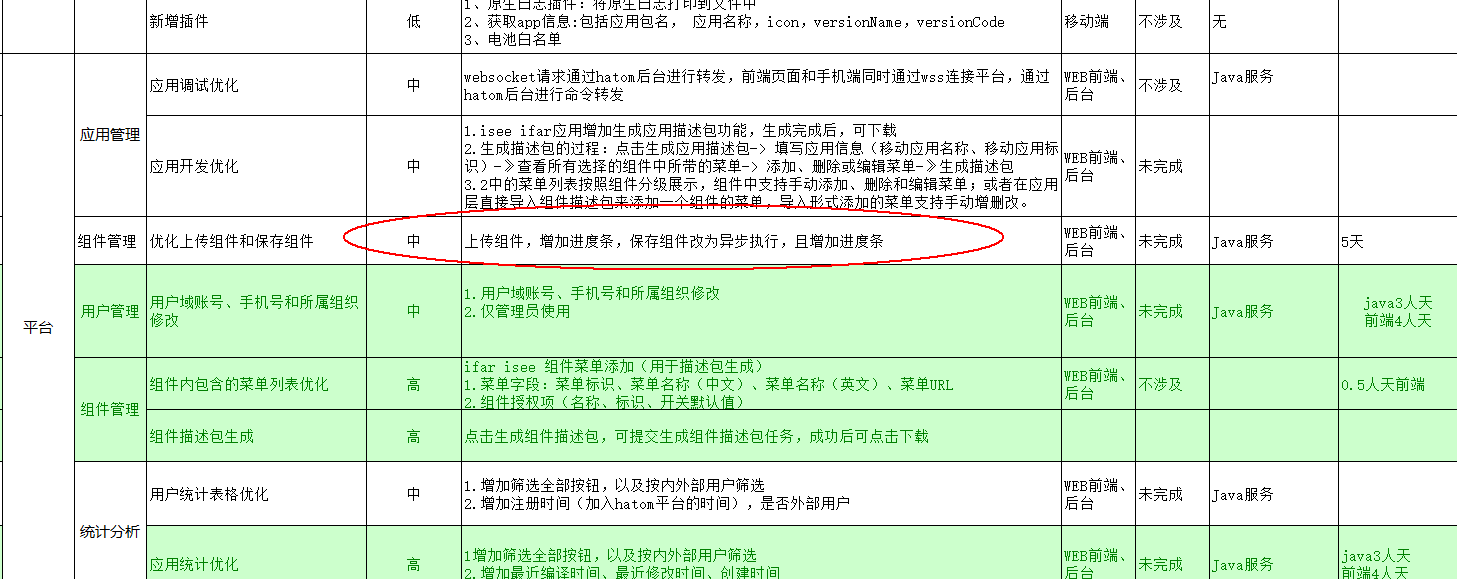 1、原生日志插件：将原生日志打印到文件中
新增插件
低
2、获取app信息:包括应用包名， 应用名称，icon，versionName，versionCode
移动端
不涉及
无
3、电池白名单
平台
应用管理
应用调试优化
中
websocket请求通过hatom后台进行转发，前端页面和手机端同时通过wss连接平台，通过
hatom后台进行命令转发
WEB前端、
后台
不涉及
Java服务
应用开发优化
中
1.isee ifar应用增加生成应用描述包功能，生成完成后，可下载
2.生成描述包的过程：点击生成应用描述包-> 填写应用信息（移动应用名称、移动应用标
识）-》查看所有选择的组件中所带的菜单-> 添加、删除或编辑菜单-》生成描述包
3.2中的菜单列表按照组件分级展示，组件中支持手动添加、删除和编辑菜单；或者在应用
层直接导入组件描述包来添加一个组件的菜单，导入形式添加的菜单支持手动增删改。
WEB前端、
后台
未完成
组件管理
优化上传组件和保存组件
中
上传组件，增加进度条，保存组件改为异步执行，且增加进度条
WEB前端、
后台
未完成
Java服务
5天
用户管理
用户域账号、手机号和所属组织
修改
中
1.用户域账号、手机号和所属组织修改
2.仅管理员使用
WEB前端、
后台
未完成
Java服务
java3人天
前端4人天
组件管理
组件内包含的菜单列表优化
高
ifar isee 组件菜单添加（用于描述包生成）
1.菜单字段：菜单标识、菜单名称（中文）、菜单名称（英文）、菜单URL
2.组件授权项（名称、标识、开关默认值）
WEB前端、
后台
不涉及
0.5人天前端
组件描述包生成
高
点击生成组件描述包，可提交生成组件描述包任务，成功后可点击下载
统计分析
用户统计表格优化
中
1.增加筛选全部按钮，以及按内外部用户筛选
2.增加注册时间（加入hatom平台的时间），是否外部用户
WEB前端、
后台
未完成
Java服务
应用统计优化
高
1增加筛选全部按钮，以及按内外部用户筛选
2.增加最近编译时间、最近修改时间、创建时间
WEB前端、
后台
未完成
Java服务
java3人天
前端4人天